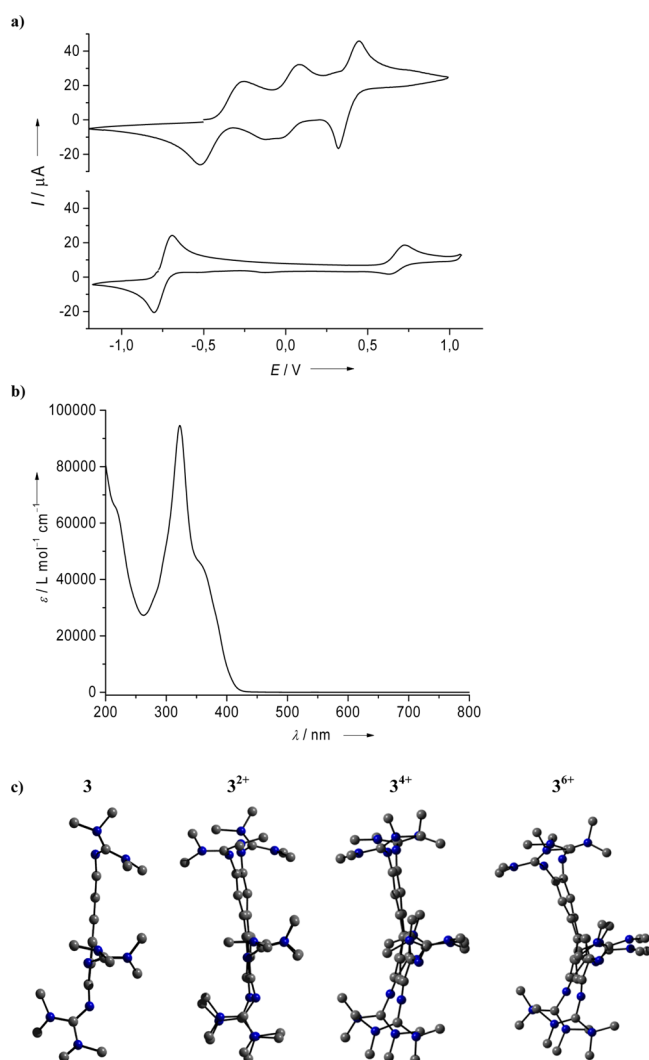 a)
40
20
0
-20
I / μA
40
20
0
-20
-1,0 -0,5 0,0 0,5 1,0
E / V
b)
100000
80000
60000
40000
20000
0
ε / L mol⁻¹ cm⁻¹
200 300 400 500 600 700 800
λ / nm
c) 3 3²⁺ 3⁴⁺ 3⁶⁺